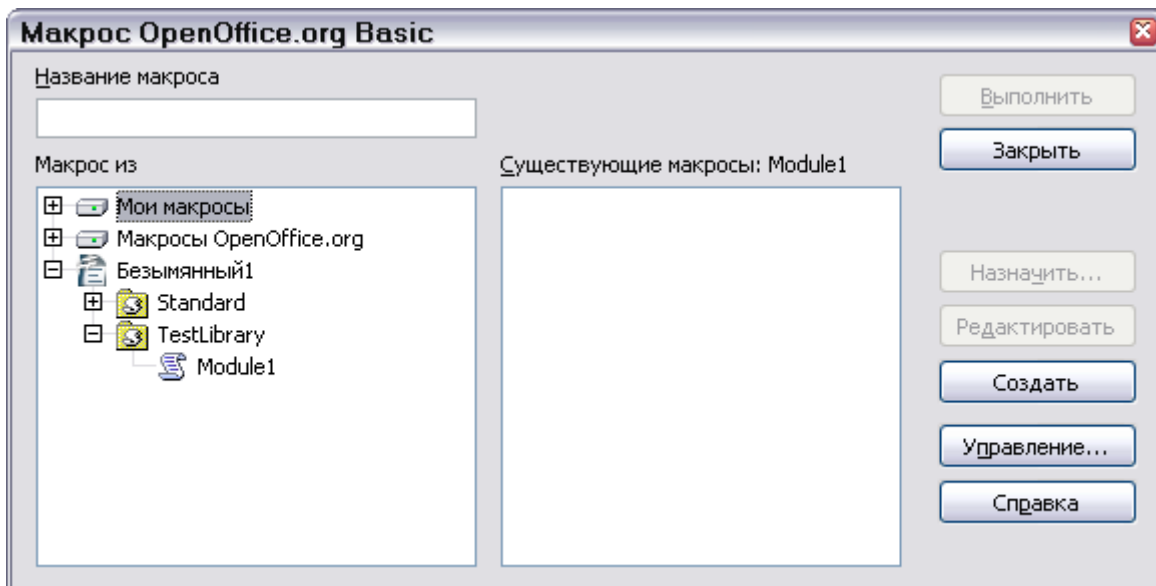 Макрос OpenOffice.org Basic
Название макроса
Выполнить
Закрыть
Макрос из
Существующие макросы: Module1
Мои макросы
Макросы OpenOffice.org
Безымянный1
Standard
TestLibrary
Module1
Назначить...
Редактировать
Создать
Управление...
Справка